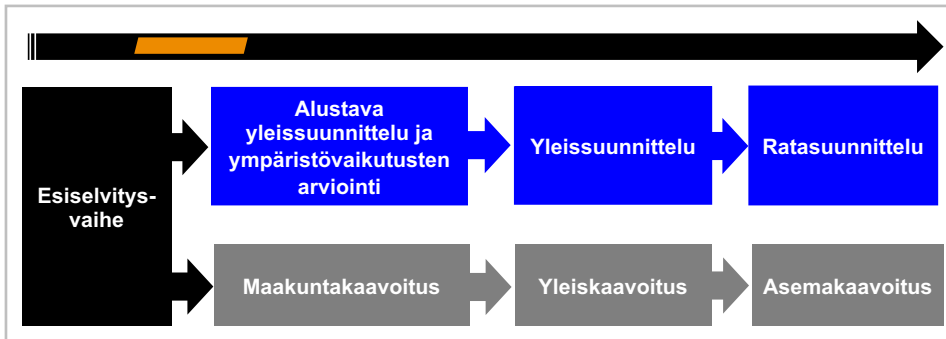 Alustava
yleissuunnittelu ja
ympäristövaikutusten
arviointi
Yleissuunnittelu
Ratasuunnittelu
Esiselvitys-
vaihe
Maakuntakaavoitus
Yleiskaavoitus
Asemakaavoitus